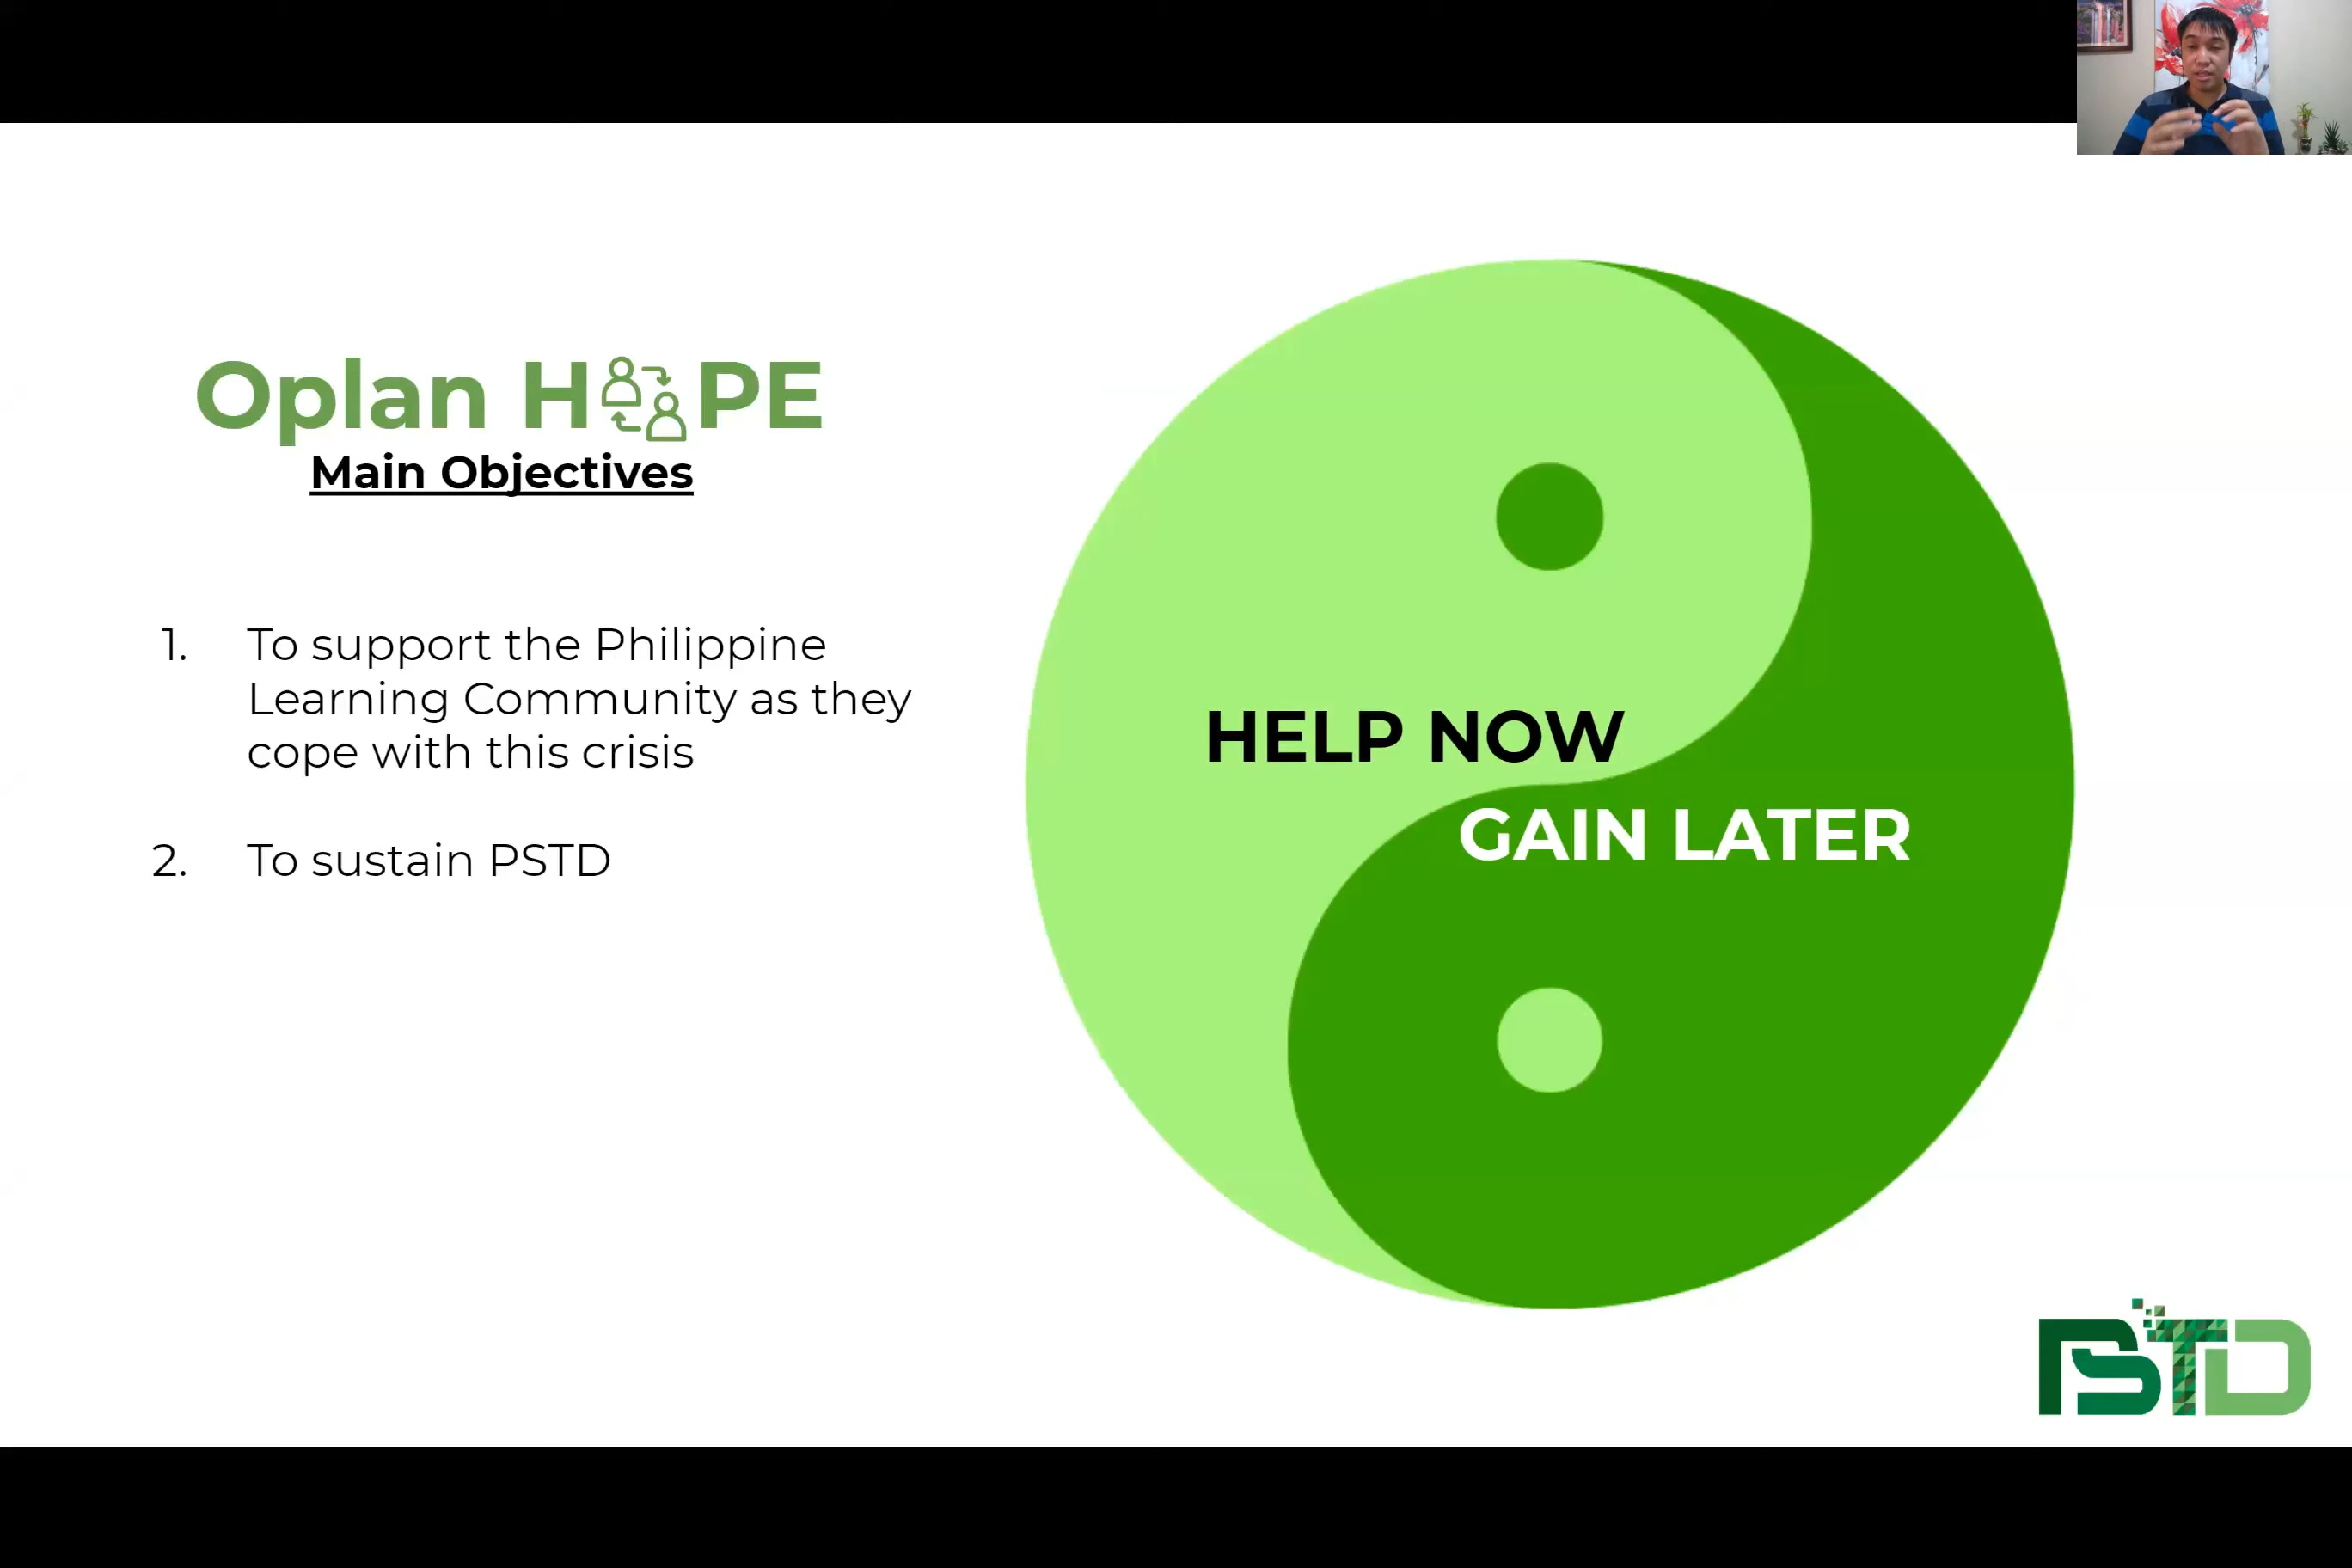 Oplan HOPE
Main Objectives
1. To support the Philippine
Learning Community as they
cope with this crisis
2. To sustain PSTD
HELP NOW
GAIN LATER
PSTD